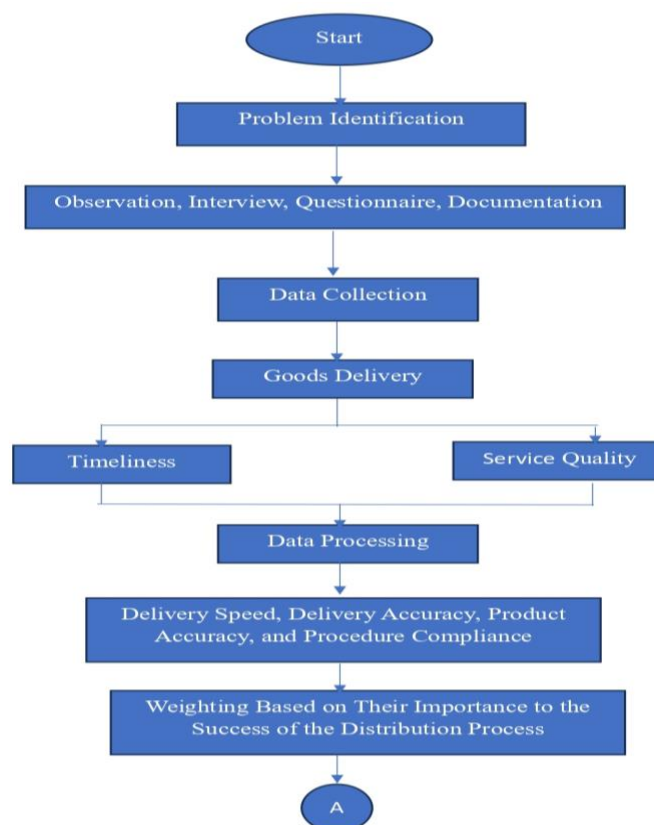 Start
Problem Identification
Observation, Interview, Questionnaire, Documentation
Data Collection
Goods Delivery
Timeliness
Service Quality
Data Processing
Delivery Speed, Delivery Accuracy, Product
Accuracy, and Procedure Compliance
Weighting Based on Their Importance to the
Success of the Distribution Process
A